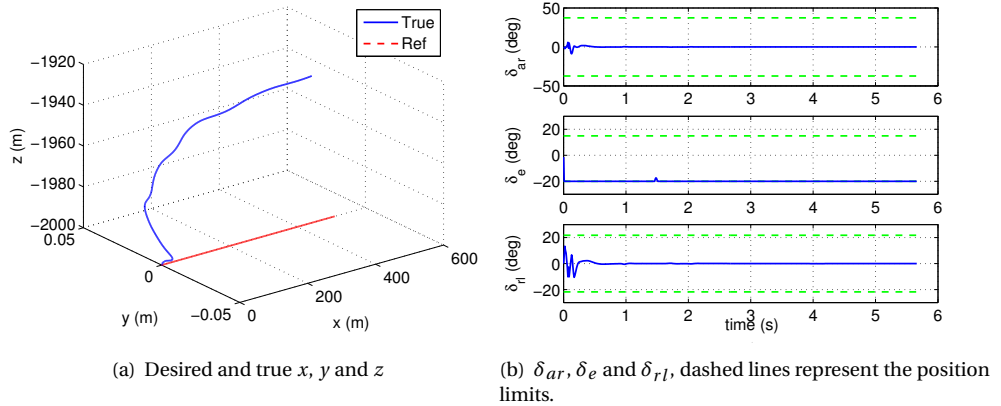 True
Ref
−1920
−1940
−1960
−1980
−2000
z (m)
0.05
0
−0.05
y (m)
0
200
400
600
x (m)
50
0
−50
δar (deg)
0 1 2 3 4 5 6
20
0
−20
δe (deg)
0 1 2 3 4 5 6
20
0
−20
δrl (deg)
0 1 2 3 4 5 6
time (s)
(a) Desired and true x, y and z
(b) δar, δe and δrl, dashed lines represent the position
limits.